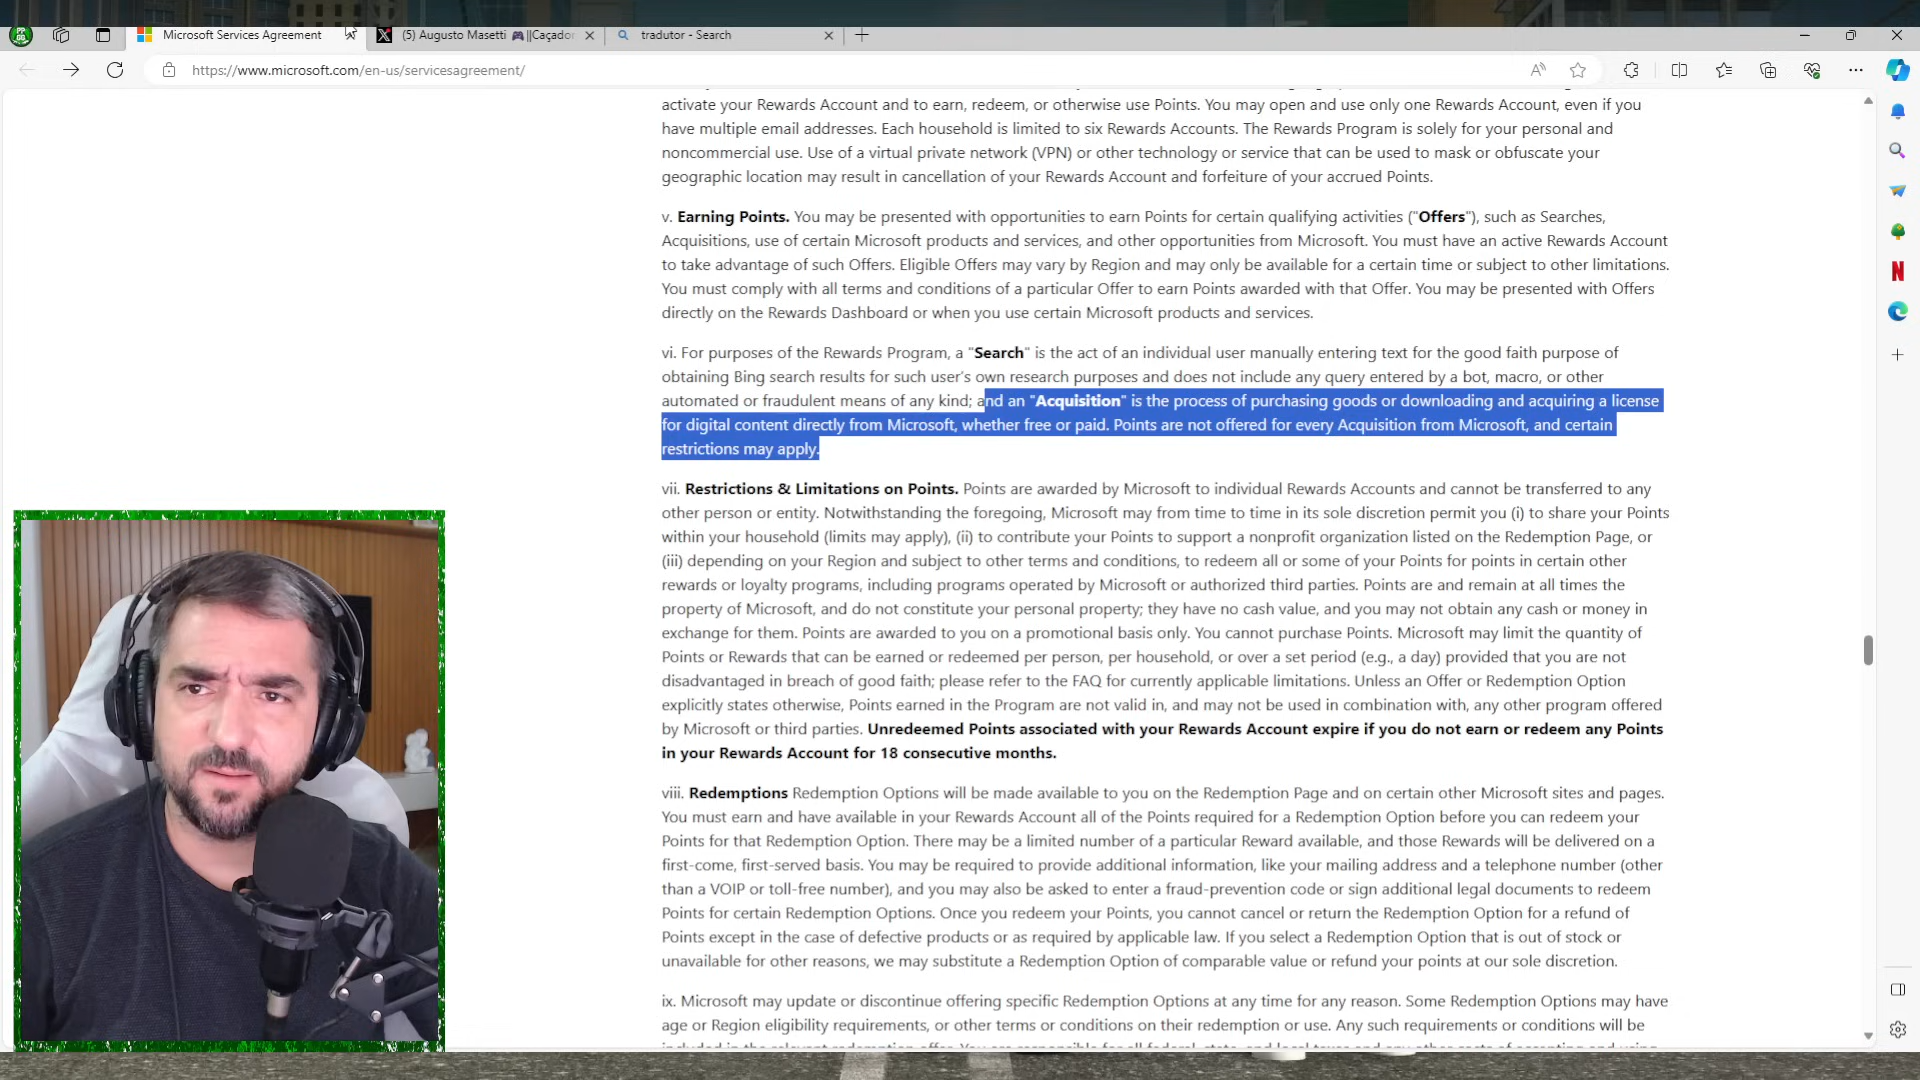 Microsoft Services Agreement
(5) Augusto Masetti 🎮||Caçador
tradutor - Search
https://www.microsoft.com/en-us/servicesagreement/
activate your Rewards Account and to earn, redeem, or otherwise use Points. You may open and use only one Rewards Account, even if you
have multiple email addresses. Each household is limited to six Rewards Accounts. The Rewards Program is solely for your personal and
noncommercial use. Use of a virtual private network (VPN) or other technology or service that can be used to mask or obfuscate your
geographic location may result in cancellation of your Rewards Account and forfeiture of your accrued Points.
v. Earning Points. You may be presented with opportunities to earn Points for certain qualifying activities ("Offers"), such as Searches,
Acquisitions, use of certain Microsoft products and services, and other opportunities from Microsoft. You must have an active Rewards Account
to take advantage of such Offers. Eligible Offers may vary by Region and may only be available for a certain time or subject to other limitations.
You must comply with all terms and conditions of a particular Offer to earn Points awarded with that Offer. You may be presented with Offers
directly on the Rewards Dashboard or when you use certain Microsoft products and services.
vi. For purposes of the Rewards Program, a "Search" is the act of an individual user manually entering text for the good faith purpose of
obtaining Bing search results for such user's own research purposes and does not include any query entered by a bot, macro, or other
automated or fraudulent means of any kind; and an "Acquisition" is the process of purchasing goods or downloading and acquiring a license
for digital content directly from Microsoft, whether free or paid. Points are not offered for every Acquisition from Microsoft, and certain
restrictions may apply.
vii. Restrictions & Limitations on Points. Points are awarded by Microsoft to individual Rewards Accounts and cannot be transferred to any
other person or entity. Notwithstanding the foregoing, Microsoft may from time to time in its sole discretion permit you (i) to share your Points
within your household (limits may apply), (ii) to contribute your Points to support a nonprofit organization listed on the Redemption Page, or
(iii) depending on your Region and subject to other terms and conditions, to redeem all or some of your Points for points in certain other
rewards or loyalty programs, including programs operated by Microsoft or authorized third parties. Points are and remain at all times the
property of Microsoft, and do not constitute your personal property; they have no cash value, and you may not obtain any cash or money in
exchange for them. Points are awarded to you on a promotional basis only. You cannot purchase Points. Microsoft may limit the quantity of
Points or Rewards that can be earned or redeemed per person, per household, or over a set period (e.g., a day) provided that you are not
disadvantaged in breach of good faith; please refer to the FAQ for currently applicable limitations. Unless an Offer or Redemption Option
explicitly states otherwise, Points earned in the Program are not valid in, and may not be used in combination with, any other program offered
by Microsoft or third parties. Unredeemed Points associated with your Rewards Account expire if you do not earn or redeem any Points
in your Rewards Account for 18 consecutive months.
viii. Redemptions Redemption Options will be made available to you on the Redemption Page and on certain other Microsoft sites and pages.
You must earn and have available in your Rewards Account all of the Points required for a Redemption Option before you can redeem your
Points for that Redemption Option. There may be a limited number of a particular Reward available, and those Rewards will be delivered on a
first-come, first-served basis. You may be required to provide additional information, like your mailing address and a telephone number (other
than a VOIP or toll-free number), and you may also be asked to enter a fraud-prevention code or sign additional legal documents to redeem
Points for certain Redemption Options. Once you redeem your Points, you cannot cancel or return the Redemption Option for a refund of
Points except in the case of defective products or as required by applicable law. If you select a Redemption Option that is out of stock or
unavailable for other reasons, we may substitute a Redemption Option of comparable value or refund your points at our sole discretion.
ix. Microsoft may update or discontinue offering specific Redemption Options at any time for any reason. Some Redemption Options may have
age or Region eligibility requirements, or other terms or conditions on their redemption or use. Any such requirements or conditions will be